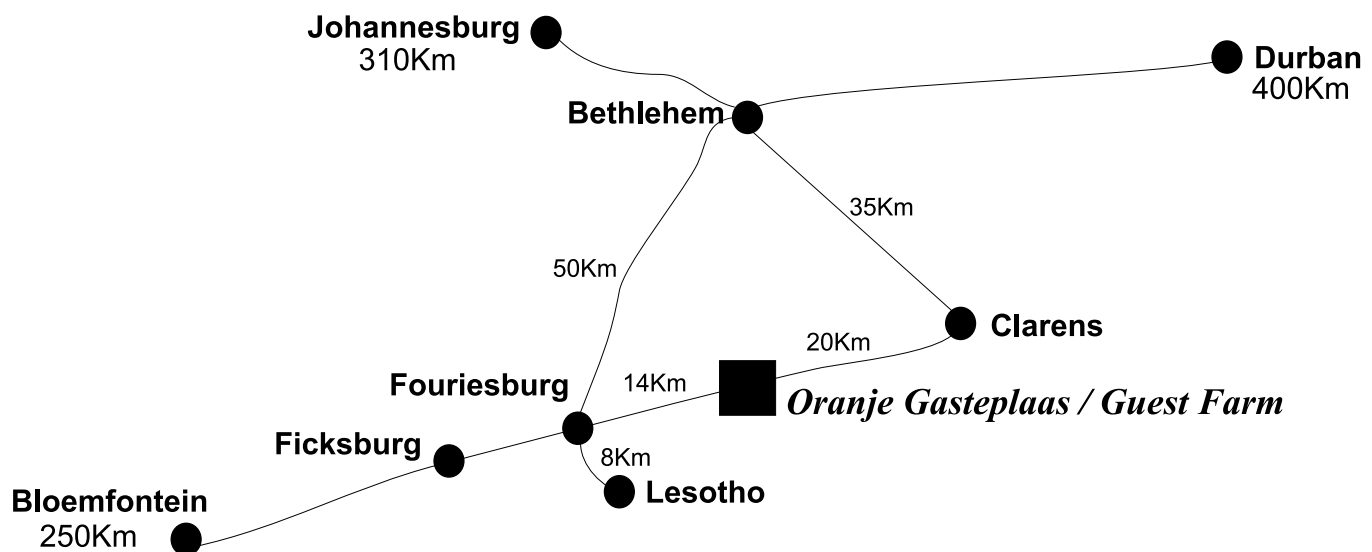 Johannesburg
310Km
Durban
400Km
Bethlehem
35Km
50Km
Clarens
20Km
14Km
Fouriesburg
Oranje Gasteplaas / Guest Farm
Ficksburg
8Km
Lesotho
Bloemfontein
250Km